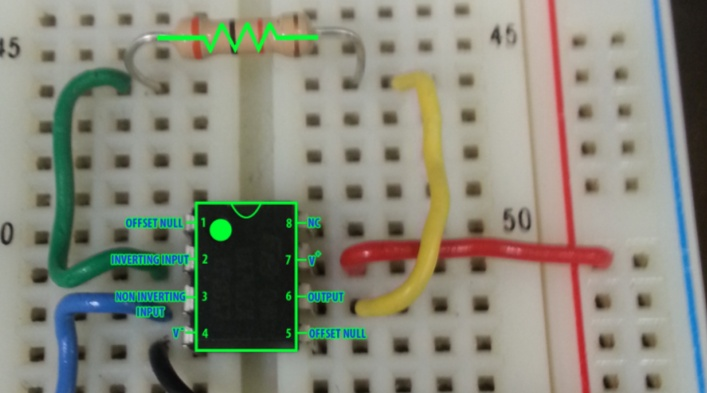 45
45
50
0
OFFSET NULL 1
8 NC
INVERTING INPUT 2
7 V
NON INVERTING
INPUT
3
6 OUTPUT
V- 4
5 OFFSET NULL